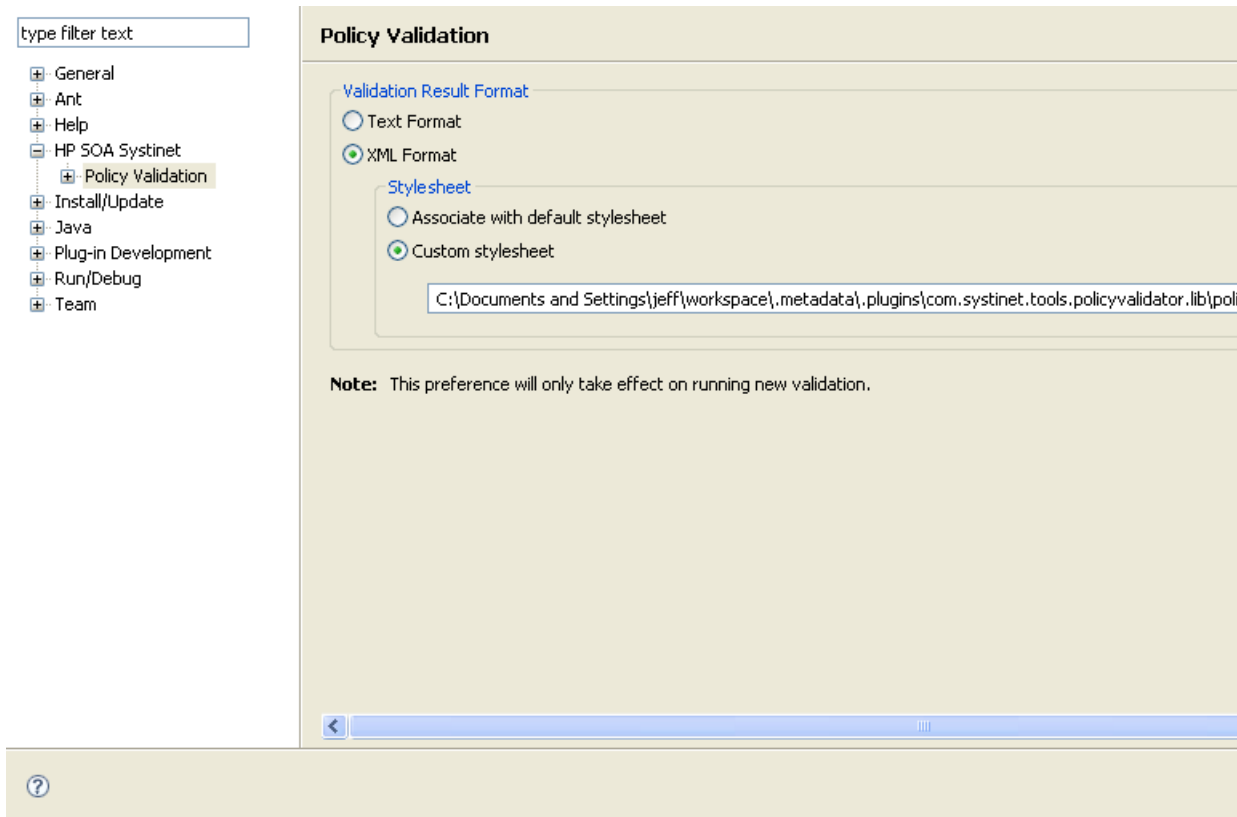 type filter text
General
Ant
Help
HP SOA Systinet
Policy Validation
Install/Update
Java
Plug-in Development
Run/Debug
Team
Policy Validation
Validation Result Format
Text Format
XML Format
Stylesheet
Associate with default stylesheet
Custom stylesheet
C:\Documents and Settings\jeff\workspace\.metadata\.plugins\com.systinet.tools.policyvalidator.lib\poli
Note: This preference will only take effect on running new validation.
?